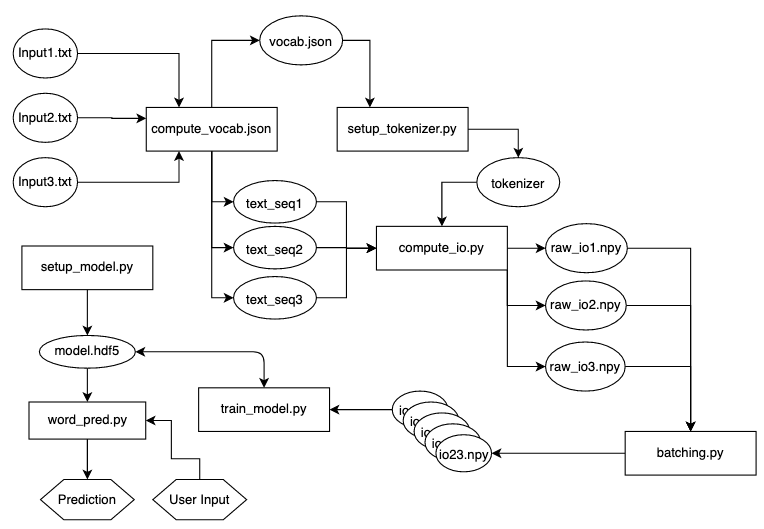 vocab.json
Input1.txt
Input2.txt
compute_vocab.json
setup_tokenizer.py
Input3.txt
tokenizer
text_seq1
text_seq2
compute_io.py
raw_io1.npy
setup_model.py
text_seq3
raw_io2.npy
model.hdf5
raw_io3.npy
word_pred.py
train_model.py
io
io
io
io
io23.npy
batching.py
Prediction
User Input